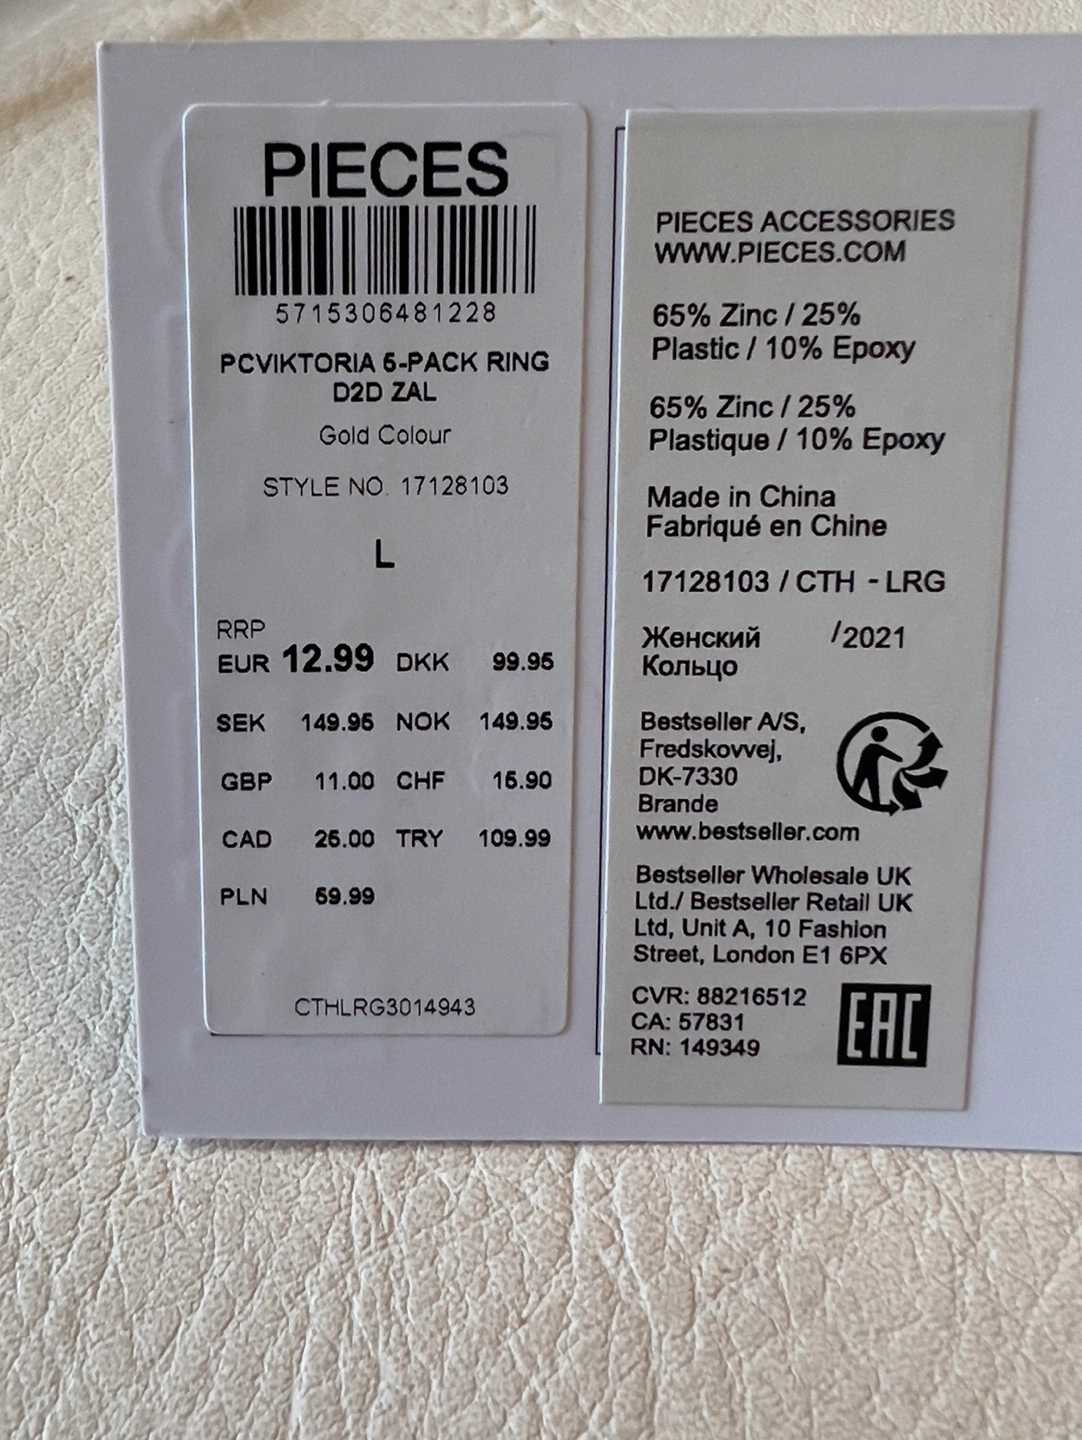 PIECES
5715306481228
PCVIKTORIA 5-PACK RING
D2D ZAL
Gold Colour
STYLE NO. 17128103
L
RRP
EUR 12.99 DKK 99.95
SEK 149.95 NOK 149.95
GBP 11.00 CHF 15.90
CAD 25.00 TRY 109.99
PLN 59.99
CTHLRG3014943
PIECES ACCESSORIES
WWW.PIECES.COM
65% Zinc / 25%
Plastic / 10% Epoxy
65% Zinc / 25%
Plastique / 10% Epoxy
Made in China
Fabriqué en Chine
17128103 / CTH - LRG
Женский /2021
Кольцо
Bestseller A/S,
Fredskovvej,
DK-7330
Brande
www.bestseller.com
Bestseller Wholesale UK
Ltd./ Bestseller Retail UK
Ltd, Unit A, 10 Fashion
Street, London E1 6PX
CVR: 88216512
CA: 57831
RN: 149349
EAC